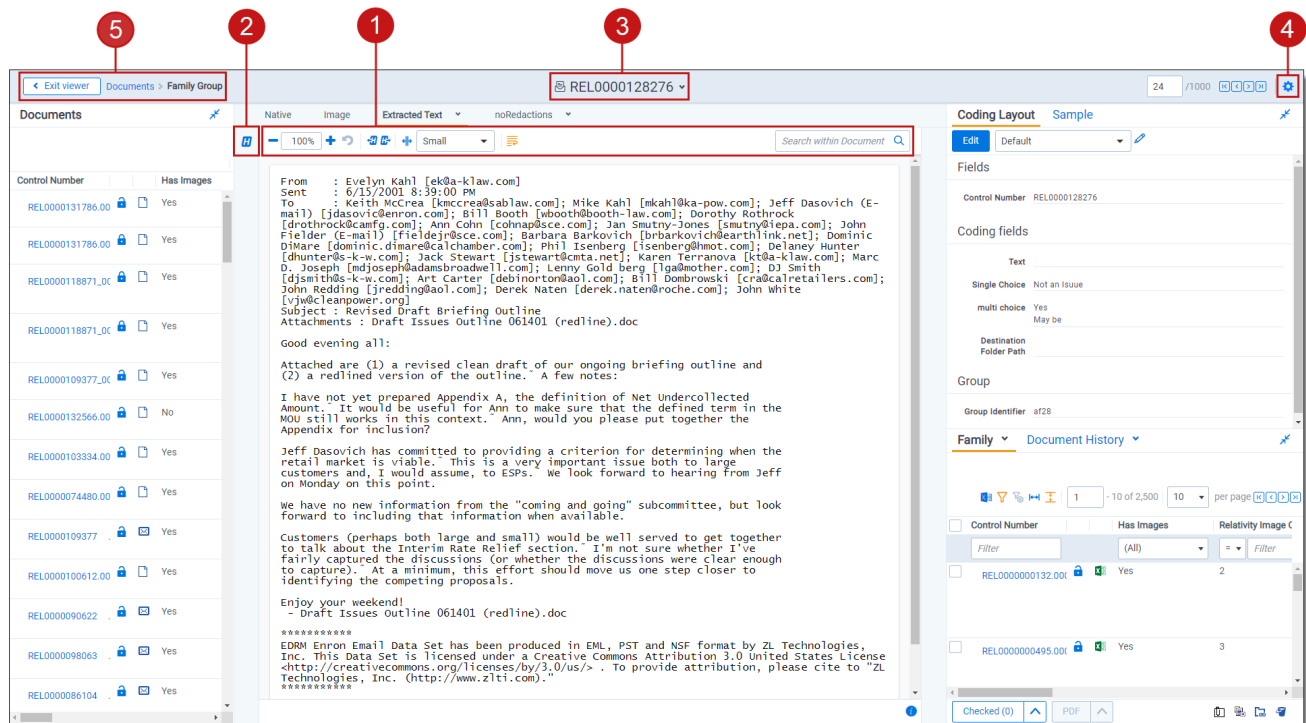 5
2
1
3
4
Exit viewer Documents > Family Group
REL0000128276
24 /1000
Documents
Control Number Has Images
REL0000131786.00 Yes
REL0000131786.00 Yes
REL0000118871_00 Yes
REL0000118871_00 Yes
REL0000109377_00 Yes
REL0000132566.00 No
REL0000103334.00 Yes
REL0000074480.00 Yes
REL0000109377 . Yes
REL0000100612.00 Yes
REL0000090622 . Yes
REL0000098063 . Yes
REL0000086104 . Yes
Native Image Extracted Text noRedactions
H 100% H H Small Search within Document
From : Evelyn Kahl [ek@a-klaw.com]
Sent : 6/15/2001 8:39:00 PM
To : Keith McCrea [kmccrea@sablaw.com]; Mike Kahl [mkahl@ka-pow.com]; Jeff Dasovich (E-
mail) [jdasovic@enron.com]; Bill Booth [wbooth@booth-law.com]; Dorothy Rothrock
[drothrock@camfg.com]; Ann Cohn [cohnap@sce.com]; Jan Smutny-Jones [smutny@iepa.com]; John
Fielder (E-mail) [fieldejr@sce.com]; Barbara Barkovich [brbarkovich@earthlink.net]; Dominic
DiMare [dominic.dimare@calchamber.com]; Phil Isenberg [isenberg@hmot.com]; Delaney Hunter
[dhunter@s-k-w.com]; Jack Stewart [jstewart@cmta.net]; Karen Terranova [kt@a-klaw.com]; Marc
D. Joseph [mdjoseph@adamsbroadwell.com]; Lenny Gold berg [lga@mother.com]; DJ Smith
[djsmith@s-k-w.com]; Art Carter [debinorton@aol.com]; Bill Dombrowski [cra@calretailers.com];
John Redding [jredding@aol.com]; Derek Naten [derek.naten@roche.com]; John White
[vjw@cleanpower.org]
Subject : Revised Draft Briefing Outline
Attachments : Draft Issues Outline 061401 (redline).doc
Good evening all:
Attached are (1) a revised clean draft of our ongoing briefing outline and
(2) a redlined version of the outline.¨ A few notes:
I have not yet prepared Appendix A, the definition of Net Undercollected
Amount.¨ It would be useful for Ann to make sure that the defined term in the
MOU still works in this context.¨ Ann, would you please put together the
Appendix for inclusion?
Jeff Dasovich has committed to providing a criterion for determining when the
retail market is viable.¨ This is a very important issue both to large
customers and, I would assume, to ESPs.¨ We look forward to hearing from Jeff
on Monday on this point.
We have no new information from the "coming and going" subcommittee, but look
forward to including that information when available.
Customers (perhaps both large and small) would be well served to get together
to talk about the Interim Rate Relief section.¨ I'm not sure whether I've
fairly captured the discussions (or whether the discussions were clear enough
to capture).¨ At a minimum, this effort should move us one step closer to
identifying the competing proposals.
Enjoy your weekend!
- Draft Issues Outline 061401 (redline).doc
***********
EDRM Enron Email Data Set has been produced in EML, PST and NSF format by ZL Technologies,
Inc. This Data Set is licensed under a Creative Commons Attribution 3.0 United States License
<http://creativecommons.org/licenses/by/3.0/us/> . To provide attribution, please cite to "ZL
Technologies, Inc. (http://www.zlti.com)."
***********
Coding Layout Sample
Edit Default
Fields
Control Number REL0000128276
Coding fields
Text
Single Choice Not an Isuue
multi choice Yes
May be
Destination
Folder Path
Group
Group Identifier af28
Family Document History
1 - 10 of 2,500 10 per page
Control Number Has Images Relativity Image C
Filter (All) = Filter
REL0000000132.000 Yes 2
REL0000000495.000 Yes 3
Checked (0) PDF